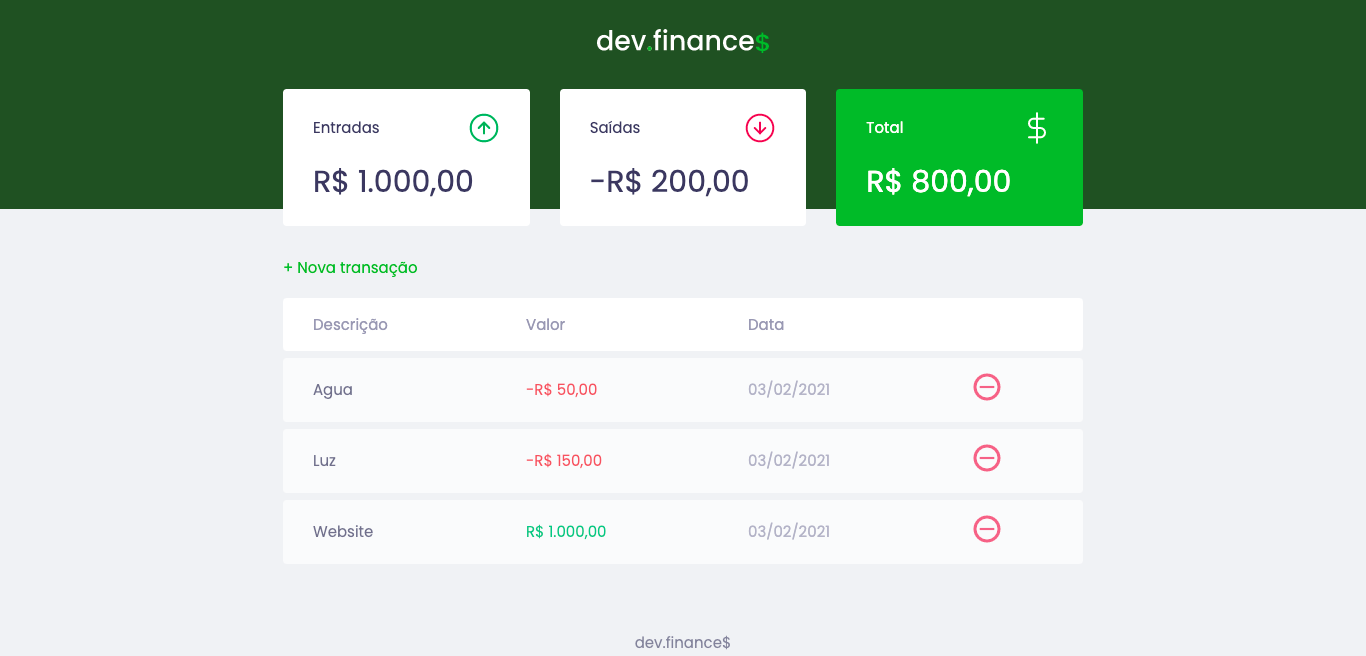 dev.finance$
Entradas
R$ 1.000,00
Saídas
-R$ 200,00
Total
$
R$ 800,00
+ Nova transação
Descrição Valor Data
Agua -R$ 50,00 03/02/2021
Luz -R$ 150,00 03/02/2021
Website R$ 1.000,00 03/02/2021
dev.finance$